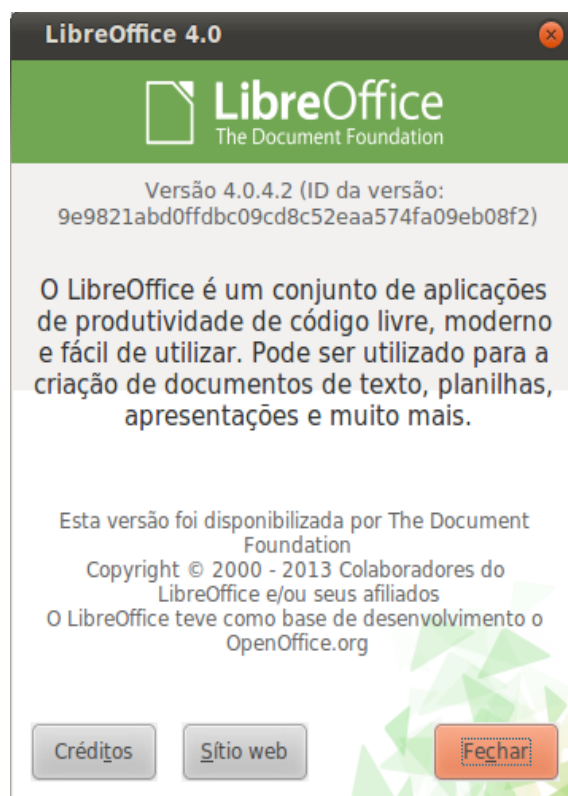 LibreOffice 4.0
LibreOffice
The Document Foundation
Versão 4.0.4.2 (ID da versão:
9e9821abd0ffdbc09cd8c52eaa574fa09eb08f2)
O LibreOffice é um conjunto de aplicações
de produtividade de código livre, moderno
e fácil de utilizar. Pode ser utilizado para a
criação de documentos de texto, planilhas,
apresentações e muito mais.
Esta versão foi disponibilizada por The Document
Foundation
Copyright © 2000 - 2013 Colaboradores do
LibreOffice e/ou seus afiliados
O LibreOffice teve como base de desenvolvimento o
OpenOffice.org
Créditos Sítio web Fechar